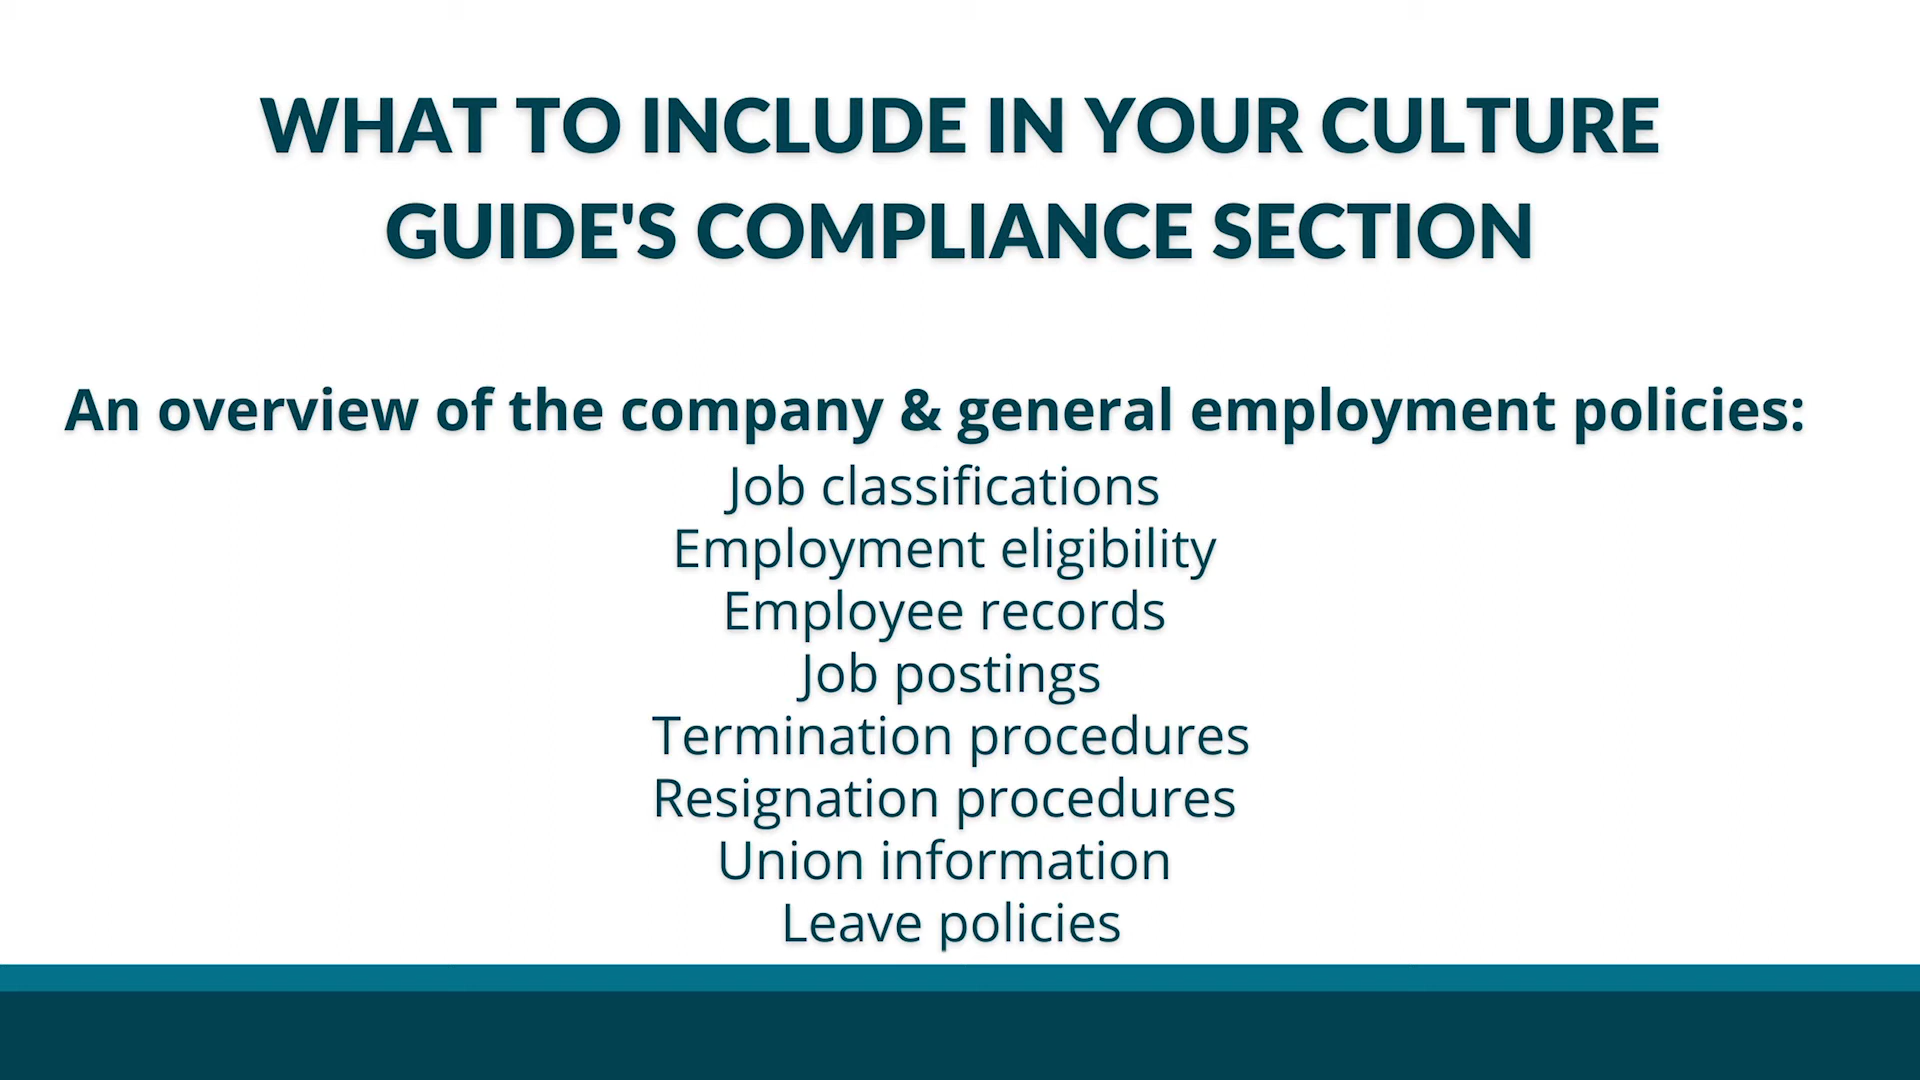 WHAT TO INCLUDE IN YOUR CULTURE
GUIDE'S COMPLIANCE SECTION
An overview of the company & general employment policies:
Job classifications
Employment eligibility
Employee records
Job postings
Termination procedures
Resignation procedures
Union information
Leave policies